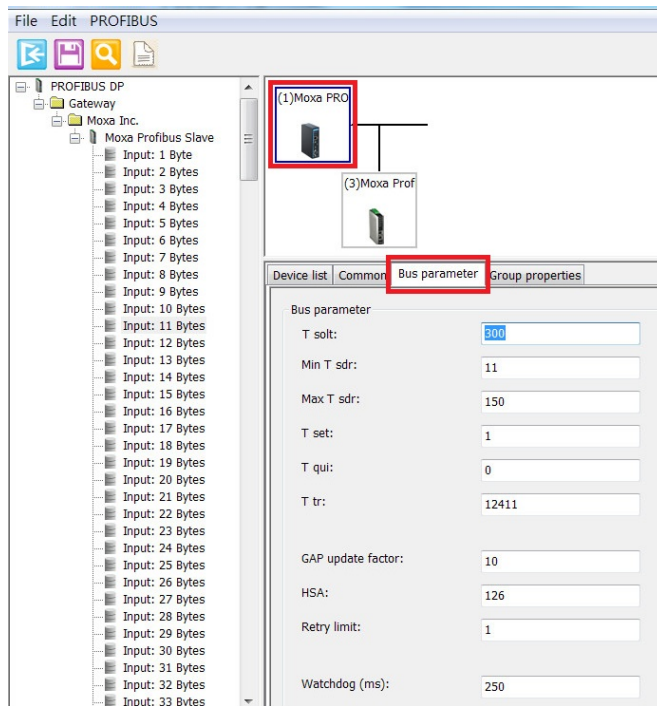 File Edit PROFIBUS
PROFIBUS DP
Gateway
Moxa Inc.
Moxa Profibus Slave
Input: 1 Byte
Input: 2 Bytes
Input: 3 Bytes
Input: 4 Bytes
Input: 5 Bytes
Input: 6 Bytes
Input: 7 Bytes
Input: 8 Bytes
Input: 9 Bytes
Input: 10 Bytes
Input: 11 Bytes
Input: 12 Bytes
Input: 13 Bytes
Input: 14 Bytes
Input: 15 Bytes
Input: 16 Bytes
Input: 17 Bytes
Input: 18 Bytes
Input: 19 Bytes
Input: 20 Bytes
Input: 21 Bytes
Input: 22 Bytes
Input: 23 Bytes
Input: 24 Bytes
Input: 25 Bytes
Input: 26 Bytes
Input: 27 Bytes
Input: 28 Bytes
Input: 29 Bytes
Input: 30 Bytes
Input: 31 Bytes
Input: 32 Bytes
Input: 33 Bytes
(1)Moxa PRO
(3)Moxa Prof
Device list Common Bus parameter Group properties
Bus parameter
T solt: 300
Min T sdr: 11
Max T sdr: 150
T set: 1
T qui: 0
T tr: 12411
GAP update factor: 10
HSA: 126
Retry limit: 1
Watchdog (ms): 250